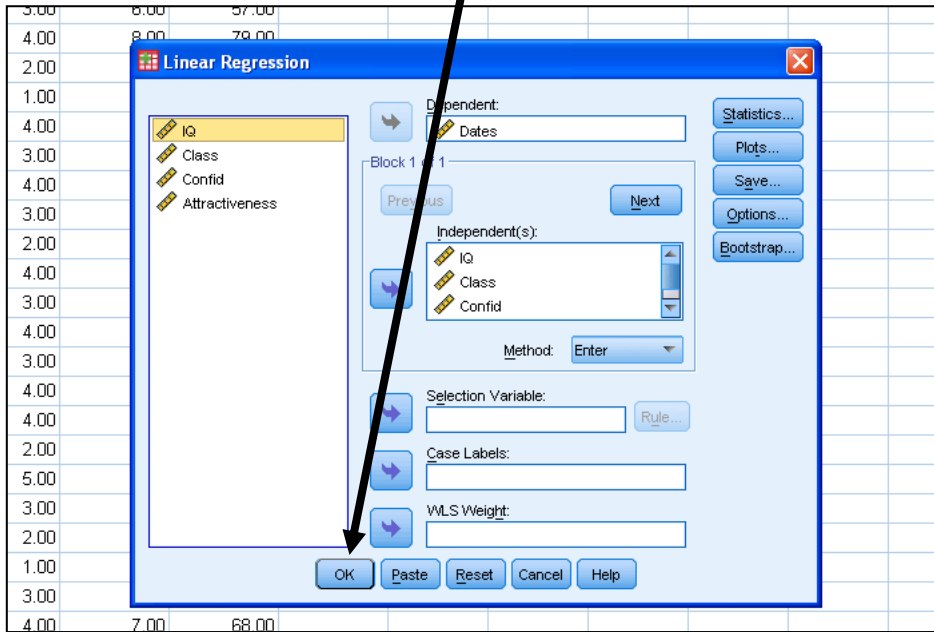 3.00 6.00 57.00
4.00 8.00 79.00
2.00
1.00
4.00
3.00
4.00
3.00
2.00
4.00
3.00
4.00
3.00
4.00
4.00
2.00
5.00
3.00
2.00
1.00
3.00
4.00 7.00 68.00
Linear Regression
IQ
Class
Confid
Attractiveness
Dependent:
Dates
Block 1 of 1
Previous Next
Independent(s):
IQ
Class
Confid
Method: Enter
Selection Variable:
Rule...
Case Labels:
WLS Weight:
Statistics...
Plots...
Save...
Options...
Bootstrap...
OK Paste Reset Cancel Help